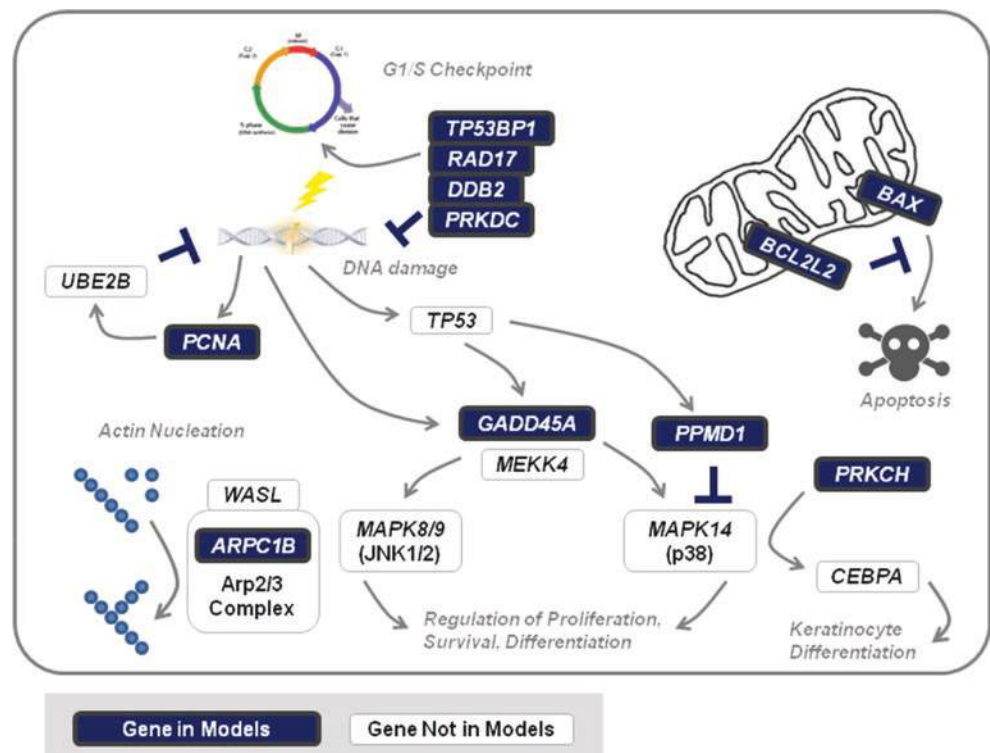 G1/S Checkpoint
TP53BP1
RAD17
DDB2
PRKDC
BAX
BCL2L2
DNA damage
UBE2B
PCNA
TP53
Apoptosis
GADD45A
MEKK4
PPMD1
Actin Nucleation
WASL
ARPC1B
Arp2/3
Complex
MAPK8/9
(JNK1/2)
MAPK14
(p38)
PRKCH
CEBPA
Regulation of Proliferation,
Survival, Differentiation
Keratinocyte
Differentiation
Gene in Models
Gene Not in Models